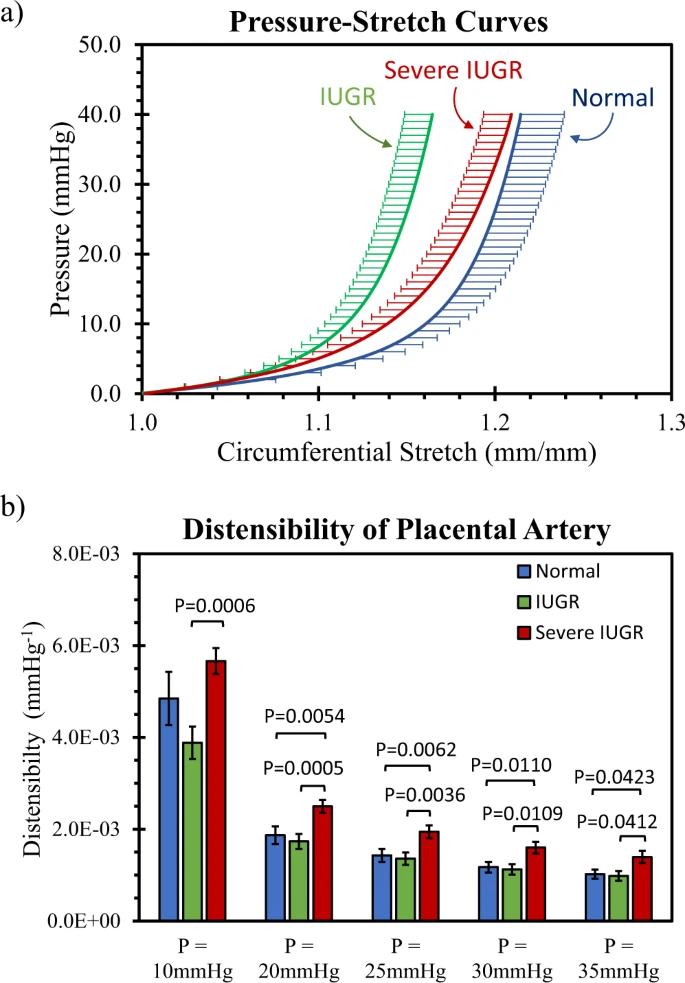 a)
Pressure-Stretch Curves
50.0
40.0
30.0
20.0
10.0
0.0
Pressure (mmHg)
IUGR
Severe IUGR
Normal
1.0 1.1 1.2 1.3
Circumferential Stretch (mm/mm)
b)
Distensibility of Placental Artery
8.0E-03
6.0E-03
4.0E-03
2.0E-03
0.0E+00
Distensibilty (mmHg-1)
Normal
IUGR
Severe IUGR
P=0.0006
P=0.0054
P=0.0005
P=0.0062
P=0.0036
P=0.0110
P=0.0109
P=0.0423
P=0.0412
P = 10mmHg
P = 20mmHg
P = 25mmHg
P = 30mmHg
P = 35mmHg